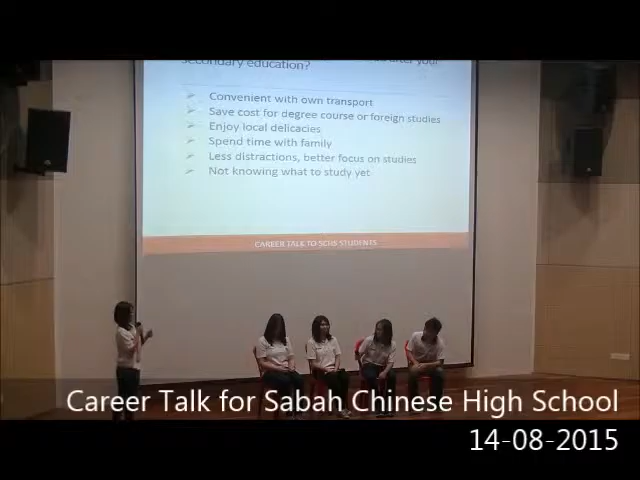 secondary education?
➢ Convenient with own transport
➢ Save cost for degree course or foreign studies
➢ Enjoy local delicacies
➢ Spend time with family
➢ Less distractions, better focus on studies
➢ Not knowing what to study yet
CAREER TALK TO SCHS STUDENTS
Career Talk for Sabah Chinese High School
14-08-2015